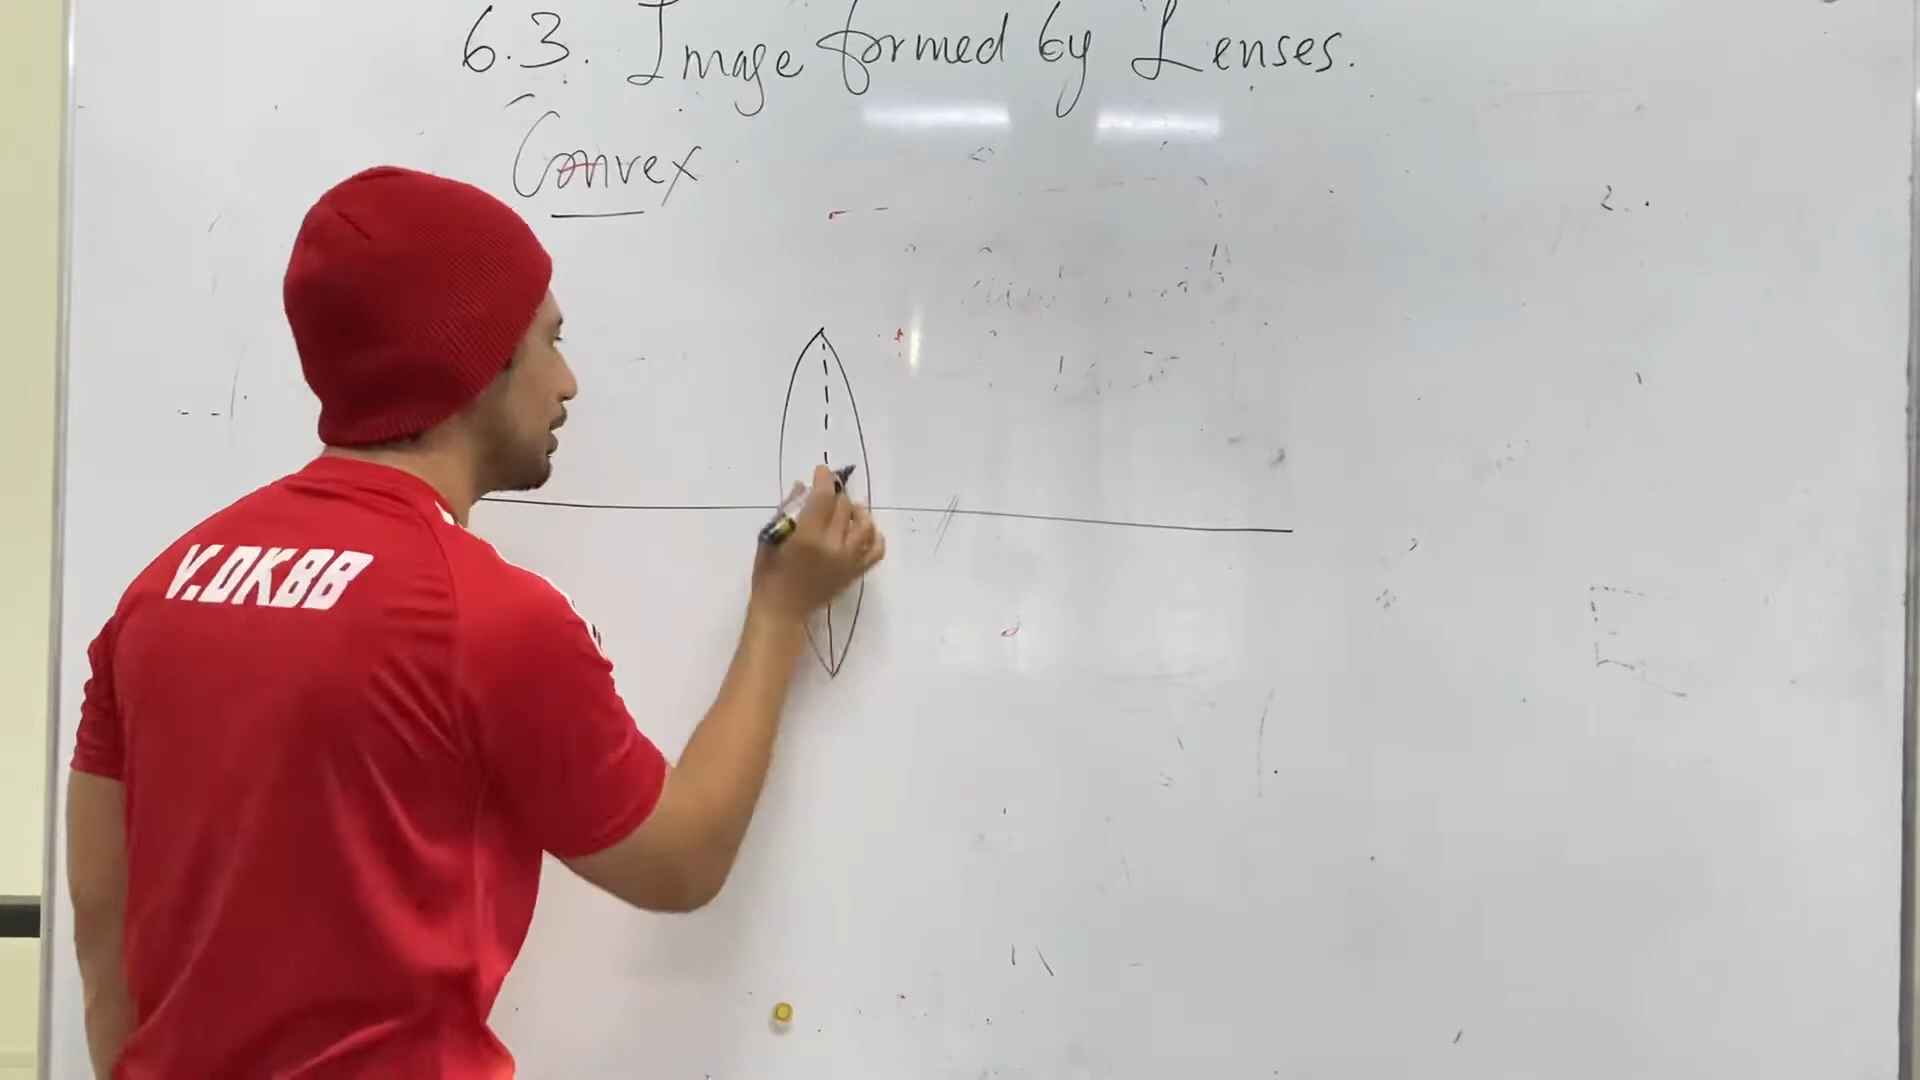 6.3. Image formed by Lenses.
Convex
V.DKBB